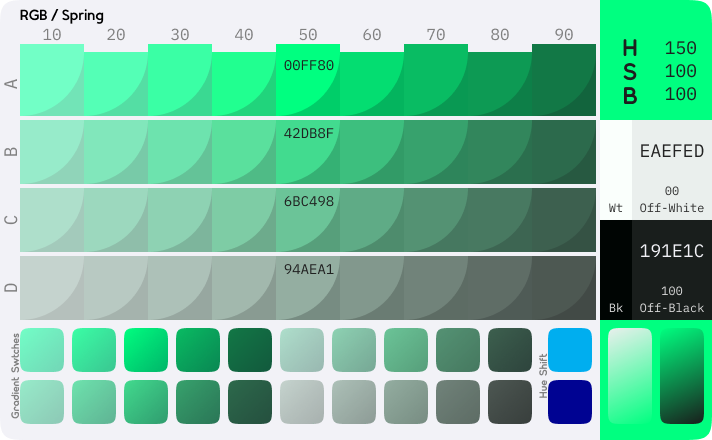 RGB / Spring
10 20 30 40 50 60 70 80 90
A 00FF80
B 42DB8F
C 6BC498
D 94AEA1
H 150
S 100
B 100
EAEFED
00
Wt Off-White
191E1C
100
Bk Off-Black
Gradient Swtches
Hue Shift